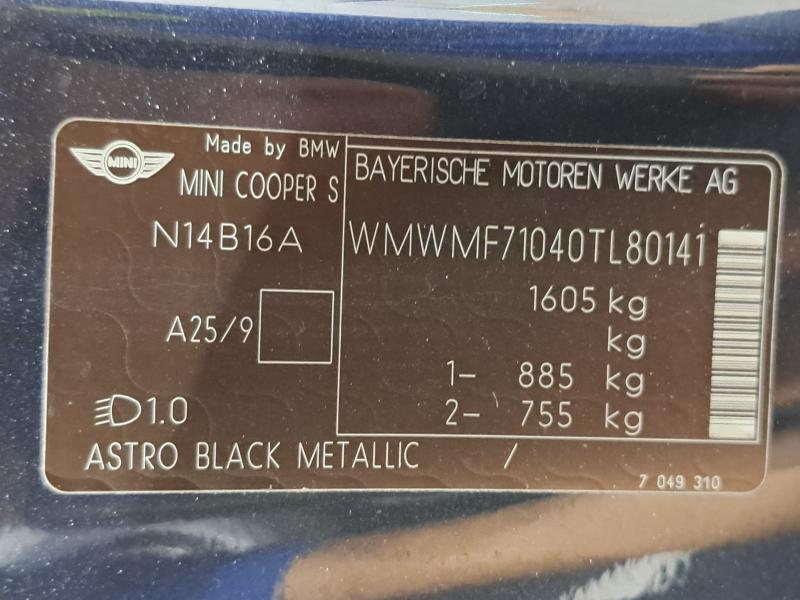 MINI
Made by BMW
MINI COOPER S
BAYERISCHE MOTOREN WERKE AG
N14B16A
WMWMF71040TL80141
1605 kg
kg
A25/9
1- 885 kg
2- 755 kg
1.0
ASTRO BLACK METALLIC /
7 049 310